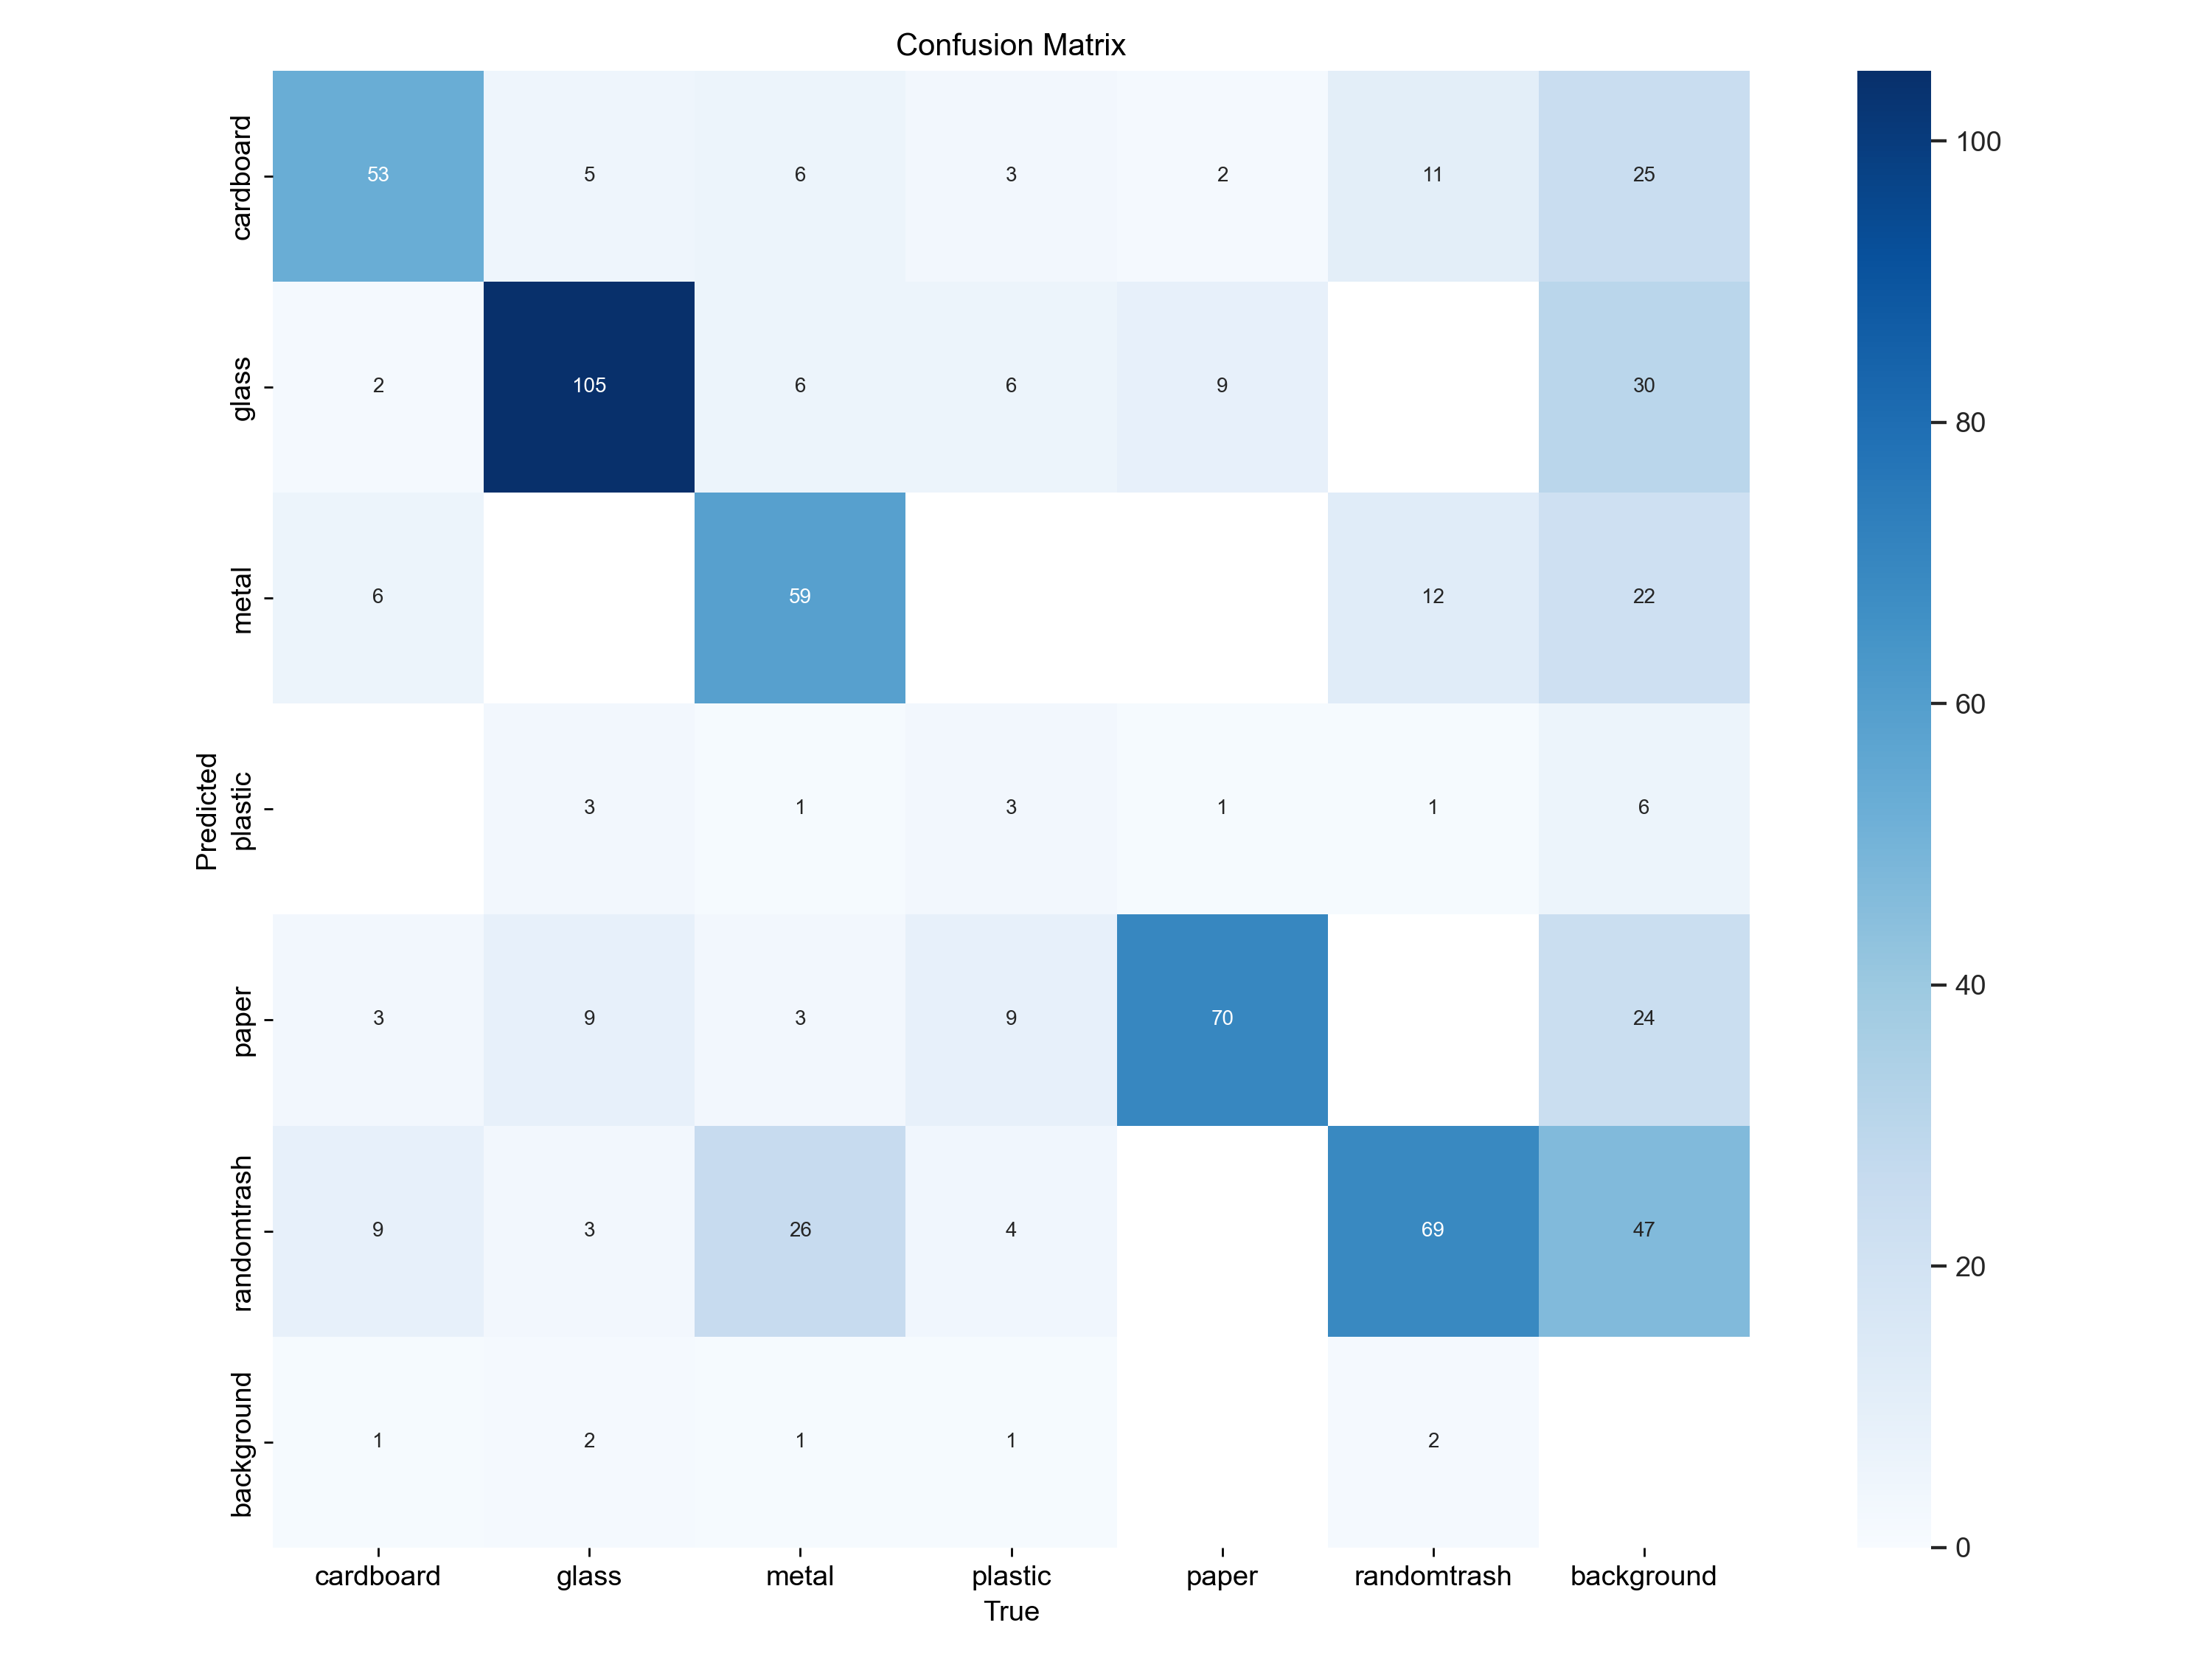 Confusion Matrix
cardboard 53 5 6 3 2 11 25
glass 2 105 6 6 9 30
metal 6 59 12 22
plastic 3 1 3 1 1 6
paper 3 9 3 9 70 24
randomtrash 9 3 26 4 69 47
background 1 2 1 1 2
Predicted
cardboard glass metal plastic paper randomtrash background
True
100
80
60
40
20
0